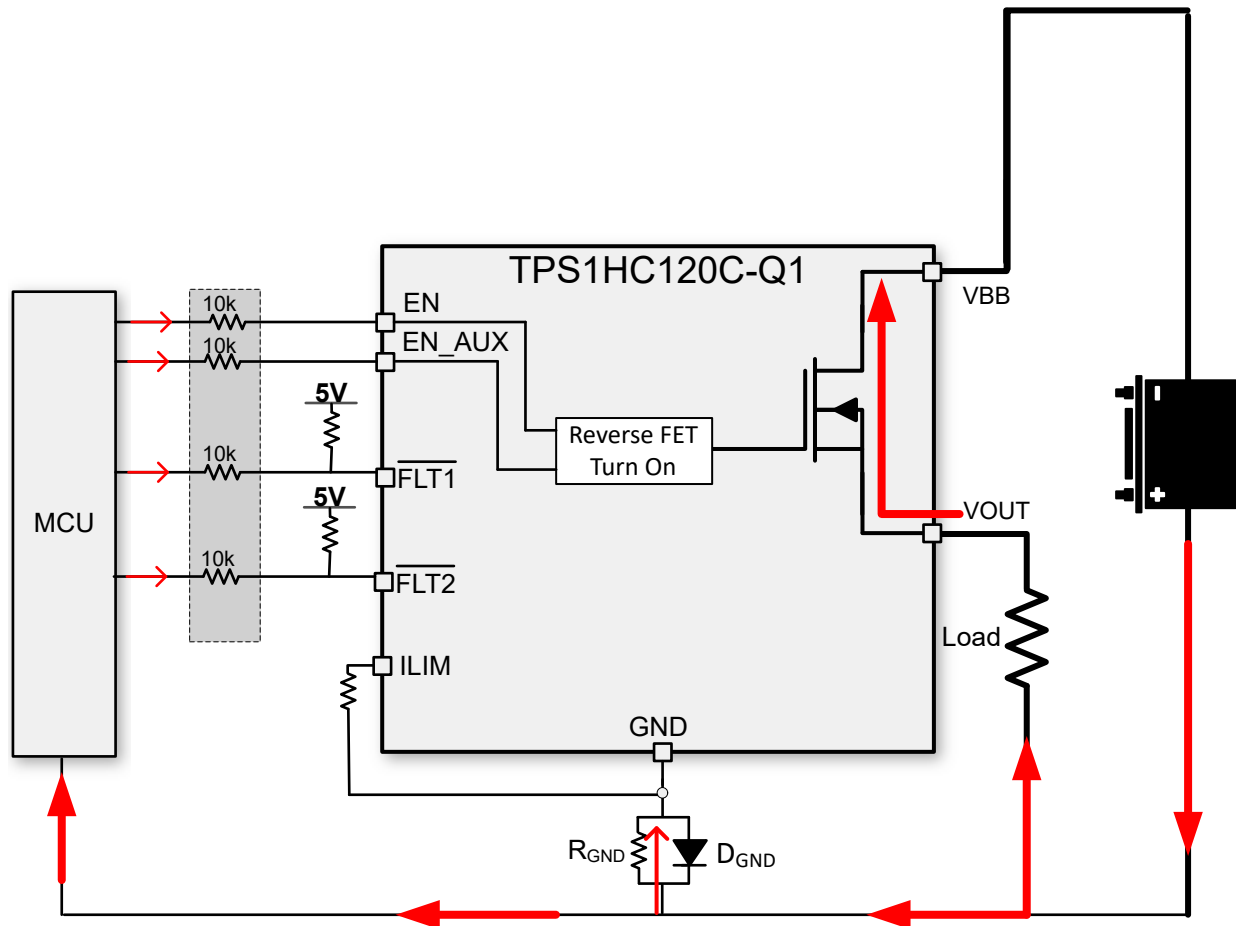 TPS1HC120C-Q1
VBB
10k
EN
10k
EN_AUX
5V
Reverse FET
Turn On
10k
FLT1
5V
VOUT
MCU
10k
FLT2
Load
ILIM
GND
RGND
DGND
-
+